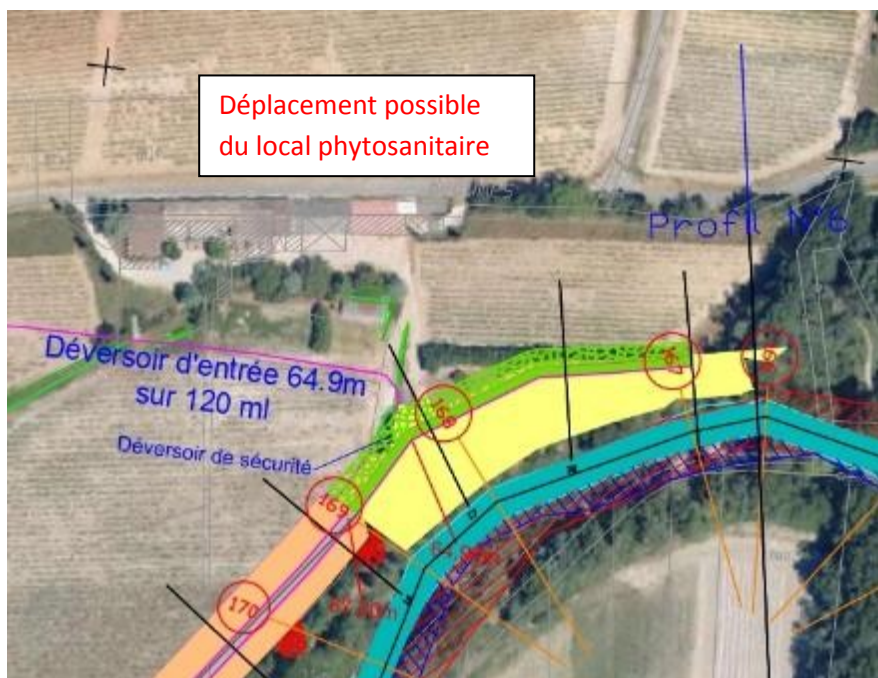 Déplacement possible
du local phytosanitaire
Profil N°6
Déversoir d'entrée 64.9m
sur 120 ml
Déversoir de sécurité
167
168
169
170